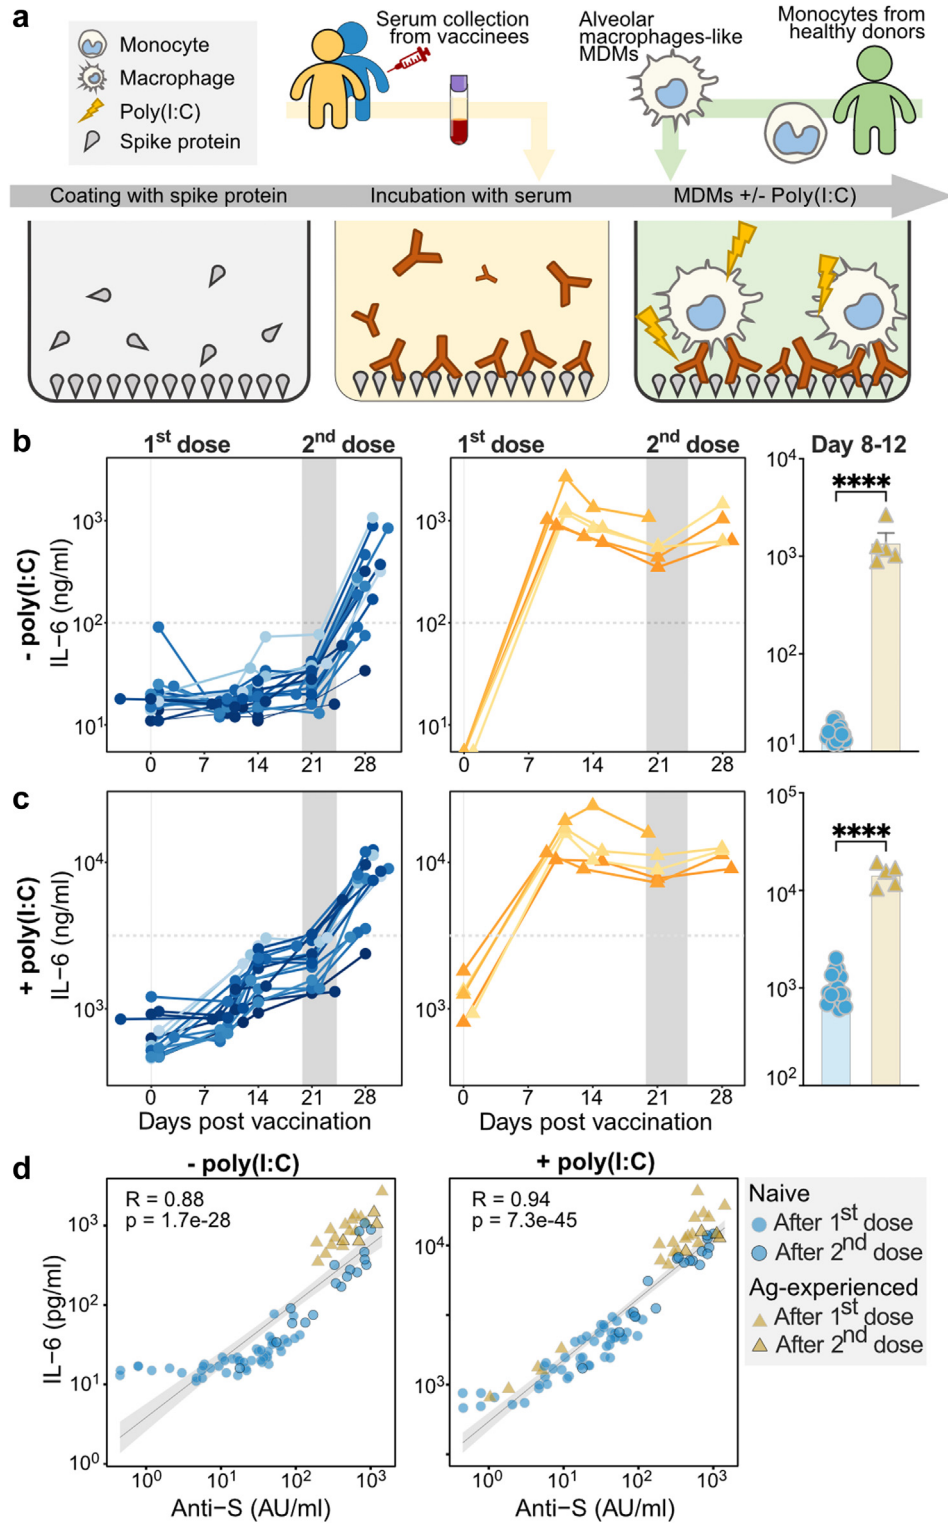 a
Monocyte
Macrophage
Poly(I:C)
Spike protein
Serum collection
from vaccinees
Alveolar
macrophages-like
MDMs
Monocytes from
healthy donors
Coating with spike protein
Incubation with serum
MDMs +/- Poly(I:C)
b
1st dose
2nd dose
1st dose
2nd dose
Day 8-12
- poly(I:C)
IL−6 (ng/ml)
10³
10²
10¹
0 7 14 21 28
10³
10²
10¹
0 7 14 21 28
10⁴
10³
10²
10¹
****
c
+ poly(I:C)
IL−6 (ng/ml)
10⁴
10³
0 7 14 21 28
Days post vaccination
10⁴
10³
0 7 14 21 28
Days post vaccination
10⁵
10⁴
10³
10²
****
d
- poly(I:C)
R = 0.88
p = 1.7e-28
IL−6 (pg/ml)
10³
10²
10¹
10⁰
10⁰ 10¹ 10² 10³
Anti−S (AU/ml)
+ poly(I:C)
R = 0.94
p = 7.3e-45
10⁴
10³
10⁰ 10¹ 10² 10³
Anti−S (AU/ml)
Naive
After 1st dose
After 2nd dose
Ag-experienced
After 1st dose
After 2nd dose